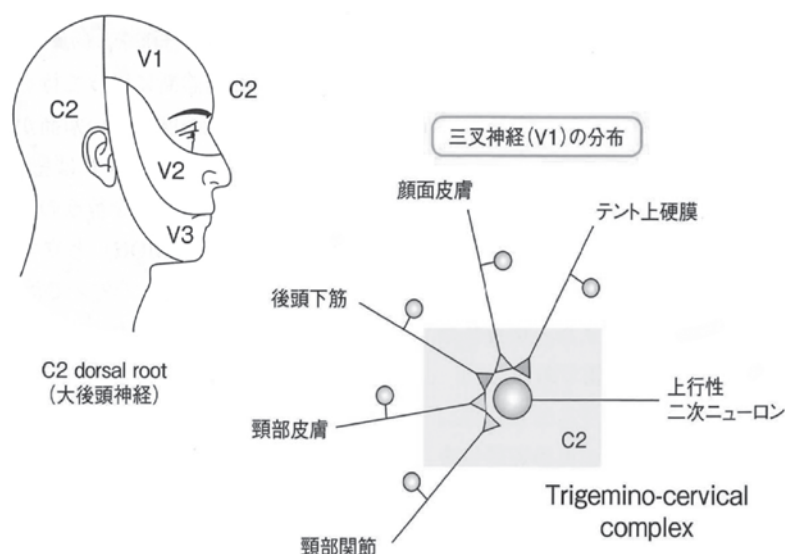 V1
C2
C2
V2
V3
C2 dorsal root
(大後頭神経)
三叉神経(V1)の分布
顔面皮膚
テント上硬膜
後頭下筋
頸部皮膚
頸部関節
上行性
二次ニューロン
C2
Trigemino-cervical
complex